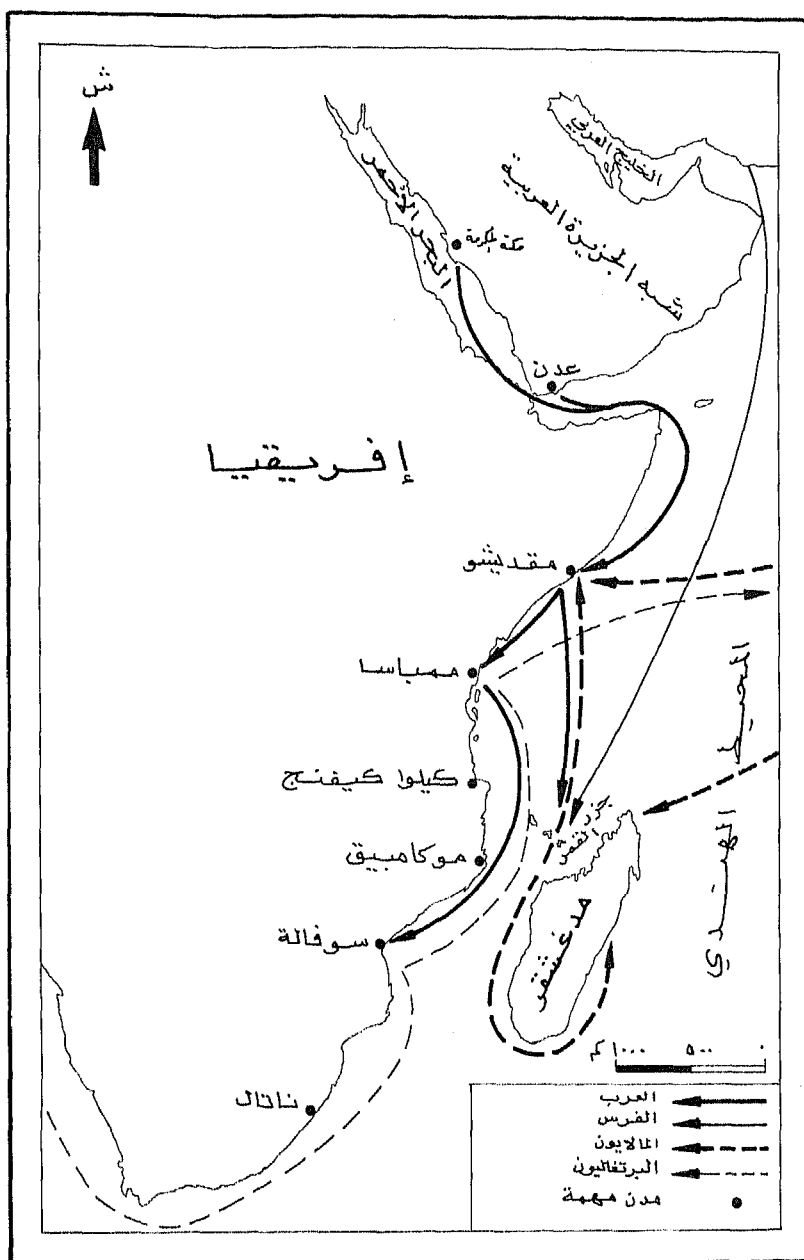 ش
الخليج العربي
البحر الأحمر
شبه الجزيرة العربية
مكة المكرمة
عدن
إفريقيا
مقديشو
ممباسا
المحيط الهندي
كيلوا كيفنج
جزر القمر
موكامبيق
مدغشقر
سوفالة
٠ ٥٠٠ ١٠٠٠ كم
ناتال
العرب
الفرس
المالايون
البرتغاليون
مدن مهمة